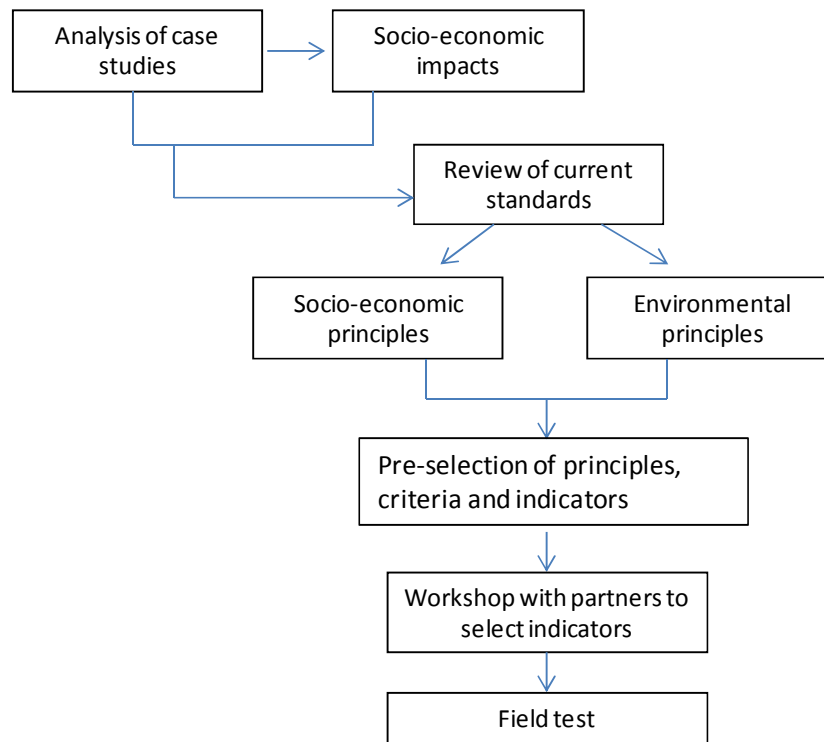 Analysis of case
studies
Socio-economic
impacts
Review of current
standards
Socio-economic
principles
Environmental
principles
Pre-selection of principles,
criteria and indicators
Workshop with partners to
select indicators
Field test